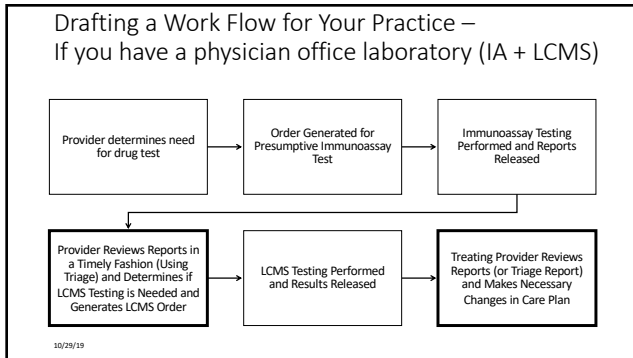 Drafting a Work Flow for Your Practice –
If you have a physician office laboratory (IA + LCMS)
Provider determines need
for drug test
Order Generated for
Presumptive Immunoassay
Test
Immunoassay Testing
Performed and Reports
Released
Provider Reviews Reports in
a Timely Fashion (Using
Triage) and Determines if
LCMS Testing is Needed and
Generates LCMS Order
LCMS Testing Performed
and Results Released
Treating Provider Reviews
Reports (or Triage Report)
and Makes Necessary
Changes in Care Plan
10/29/19